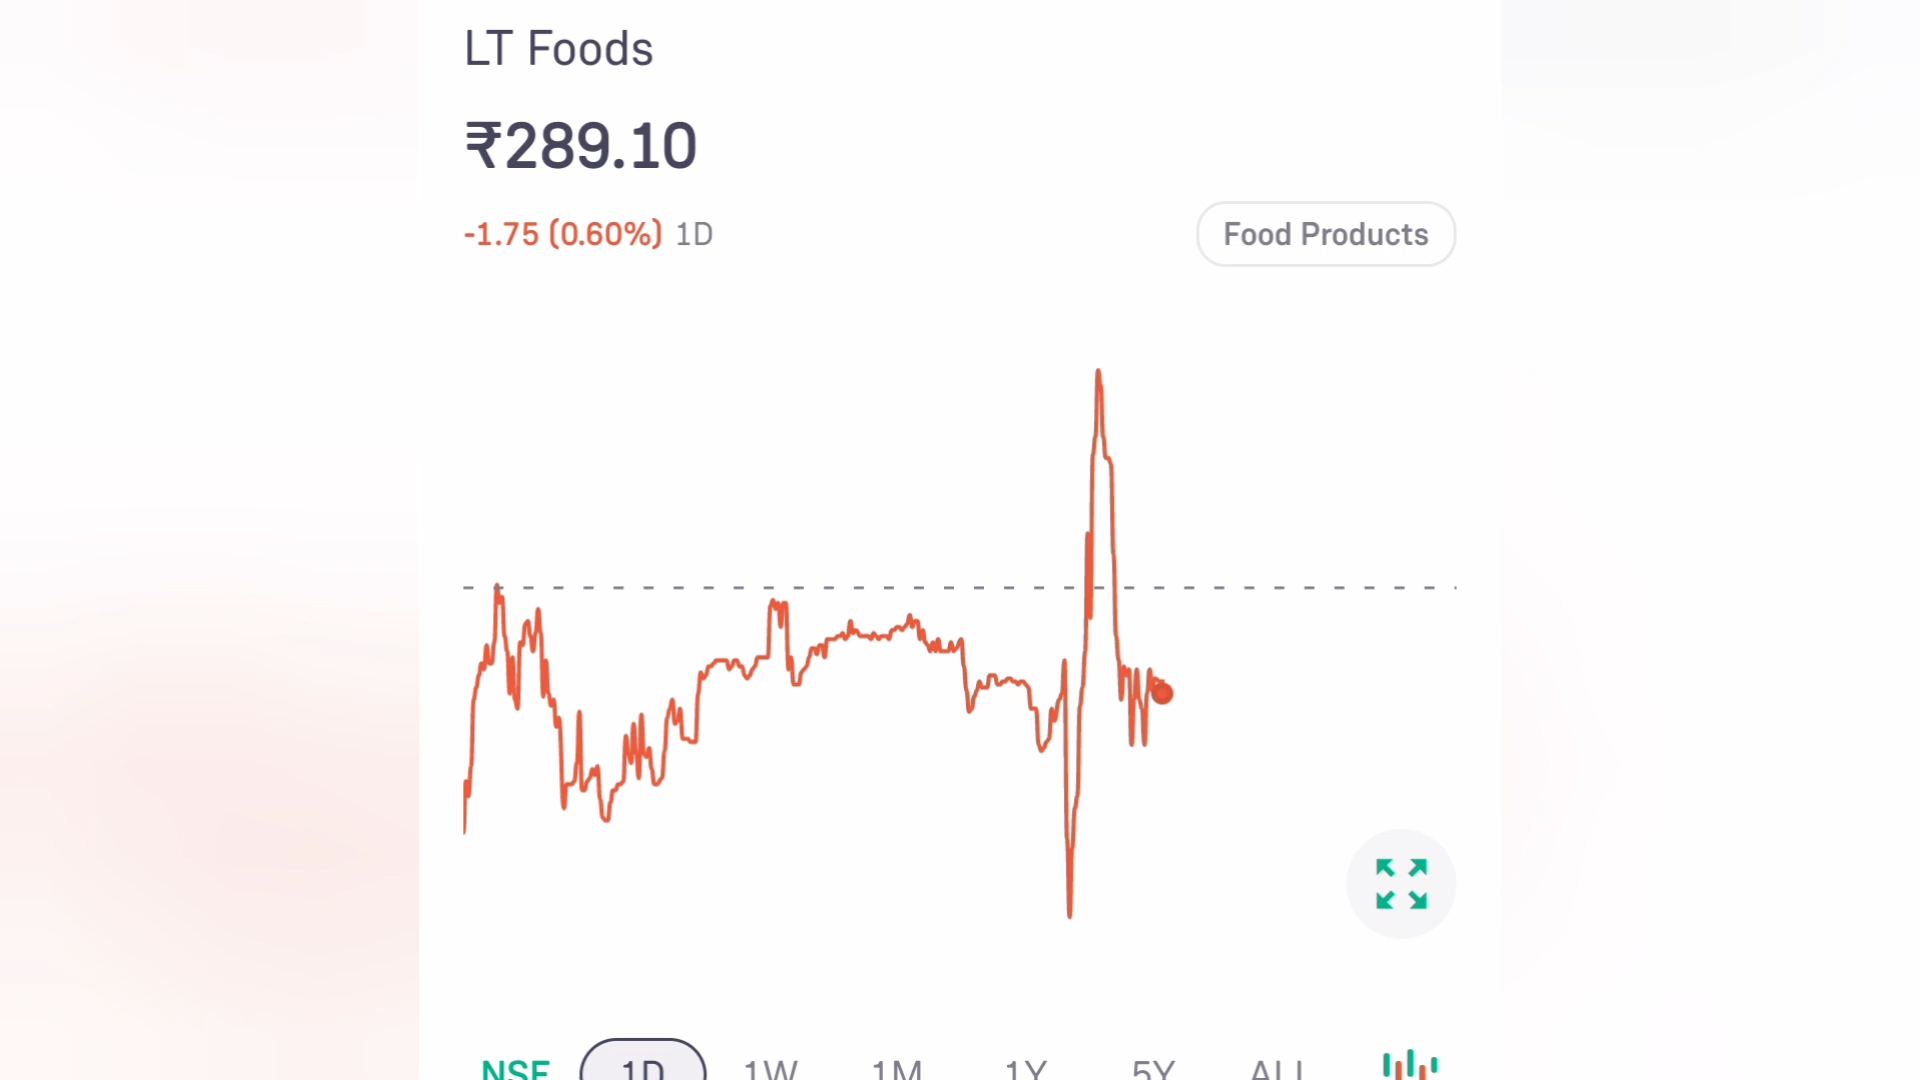 LT Foods
₹289.10
-1.75 (0.60%) 1D
Food Products
NSE 1D 1W 1M 1Y 5Y ALL